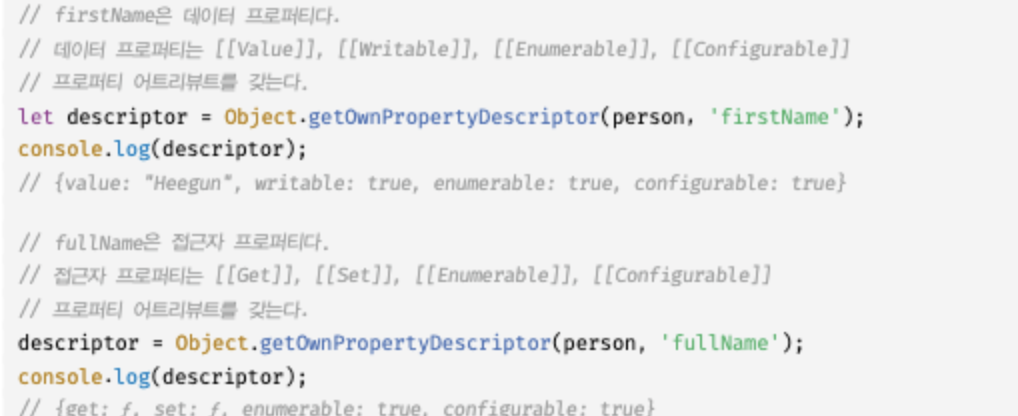 // firstName은 데이터 프로퍼티다.
// 데이터 프로퍼티는 [[Value]], [[Writable]], [[Enumerable]], [[Configurable]]
// 프로퍼티 어트리뷰트를 갖는다.
let descriptor = Object.getOwnPropertyDescriptor(person, 'firstName');
console.log(descriptor);
// {value: "Heegun", writable: true, enumerable: true, configurable: true}
// fullName은 접근자 프로퍼티다.
// 접근자 프로퍼티는 [[Get]], [[Set]], [[Enumerable]], [[Configurable]]
// 프로퍼티 어트리뷰트를 갖는다.
descriptor = Object.getOwnPropertyDescriptor(person, 'fullName');
console.log(descriptor);
// {get: ƒ, set: ƒ, enumerable: true, configurable: true}